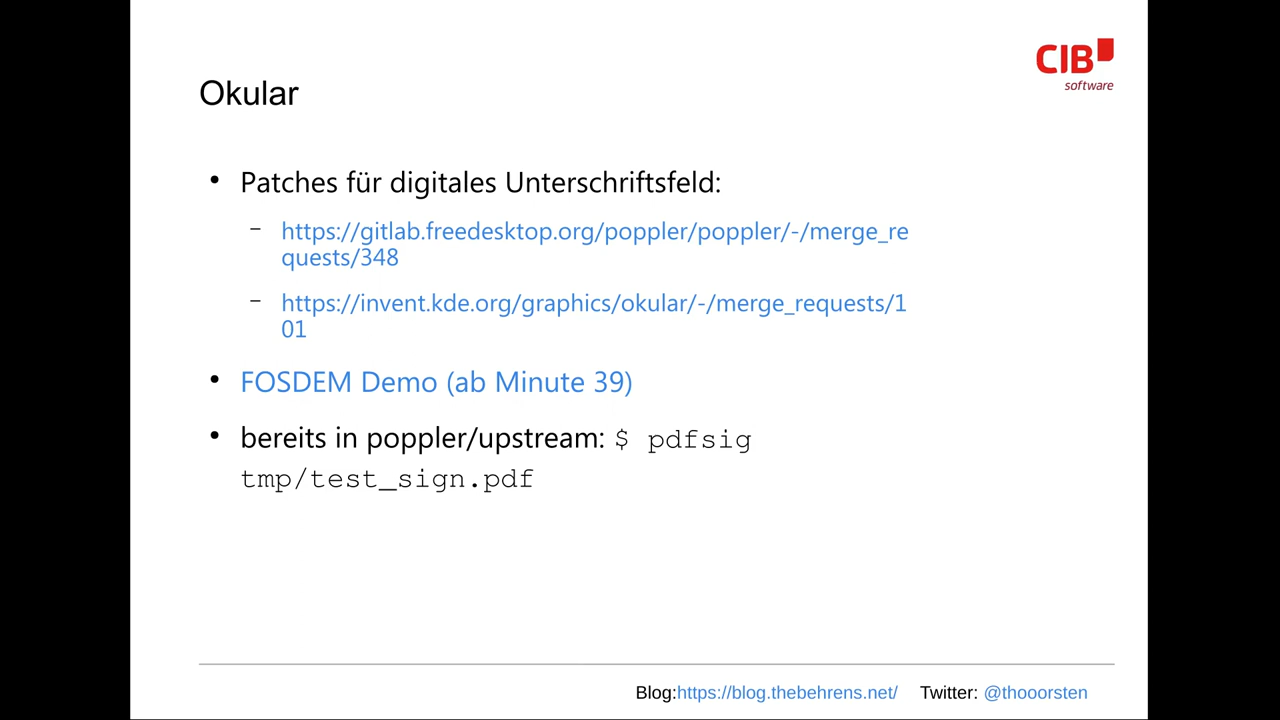 CIB
software
Okular
• Patches für digitales Unterschriftsfeld:
– https://gitlab.freedesktop.org/poppler/poppler/-/merge_re
quests/348
– https://invent.kde.org/graphics/okular/-/merge_requests/1
01
• FOSDEM Demo (ab Minute 39)
• bereits in poppler/upstream: $ pdfsig
tmp/test_sign.pdf
Blog:https://blog.thebehrens.net/ Twitter: @thooorsten